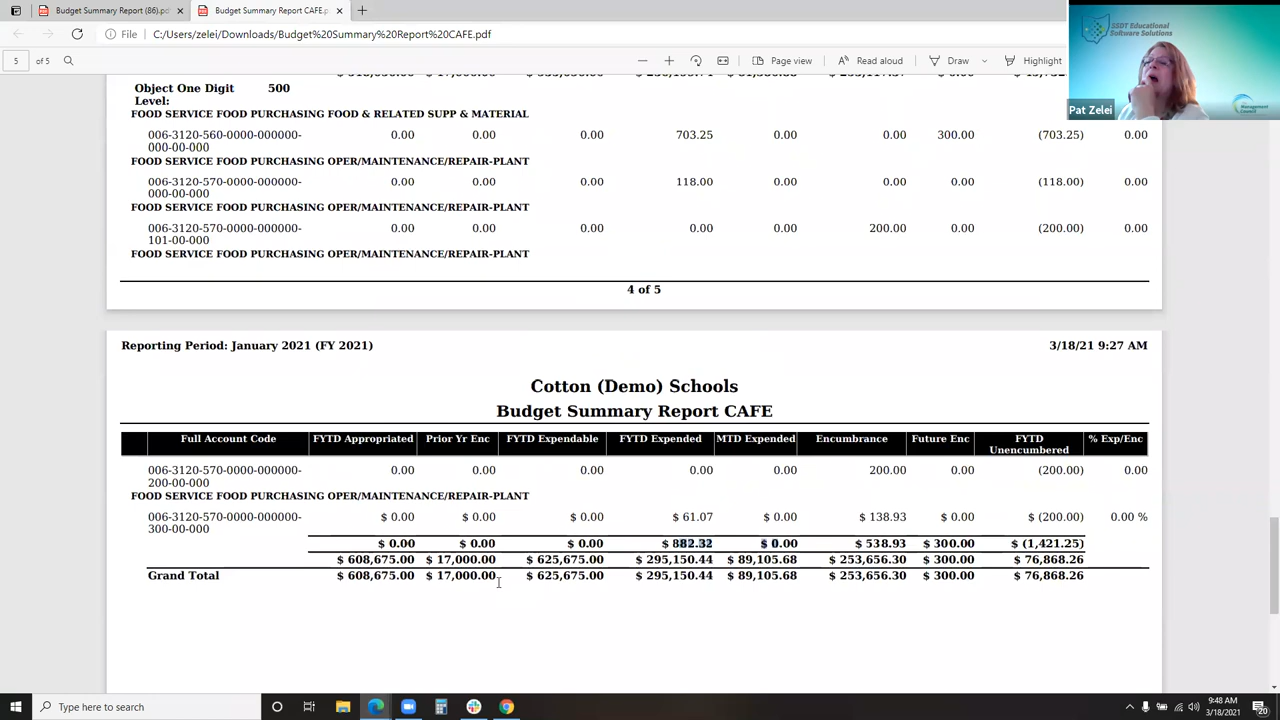 Budget Summary Report (86).pd
Budget Summary Report CAFE.p
File
C:/Users/zelei/Downloads/Budget%20Summary%20Report%20CAFE.pdf
5 of 5
Page view
Read aloud
Draw
Highlight
SSDT Educational
Software Solutions
Management
Council
Pat Zelei
Object One Digit 500
Level:
FOOD SERVICE FOOD PURCHASING FOOD & RELATED SUPP & MATERIAL
006-3120-560-0000-000000- 0.00 0.00 0.00 703.25 0.00 0.00 300.00 (703.25) 0.00
000-00-000
FOOD SERVICE FOOD PURCHASING OPER/MAINTENANCE/REPAIR-PLANT
006-3120-570-0000-000000- 0.00 0.00 0.00 118.00 0.00 0.00 0.00 (118.00) 0.00
000-00-000
FOOD SERVICE FOOD PURCHASING OPER/MAINTENANCE/REPAIR-PLANT
006-3120-570-0000-000000- 0.00 0.00 0.00 0.00 0.00 200.00 0.00 (200.00) 0.00
101-00-000
FOOD SERVICE FOOD PURCHASING OPER/MAINTENANCE/REPAIR-PLANT
4 of 5
Reporting Period: January 2021 (FY 2021) 3/18/21 9:27 AM
Cotton (Demo) Schools
Budget Summary Report CAFE
Full Account Code FYTD Appropriated Prior Yr Enc FYTD Expendable FYTD Expended MTD Expended Encumbrance Future Enc FYTD % Exp/Enc
Unencumbered
006-3120-570-0000-000000- 0.00 0.00 0.00 0.00 0.00 200.00 0.00 (200.00) 0.00
200-00-000
FOOD SERVICE FOOD PURCHASING OPER/MAINTENANCE/REPAIR-PLANT
006-3120-570-0000-000000- $ 0.00 $ 0.00 $ 0.00 $ 61.07 $ 0.00 $ 138.93 $ 0.00 $ (200.00) 0.00 %
300-00-000
$ 0.00 $ 0.00 $ 0.00 $ 882.32 $ 0.00 $ 538.93 $ 300.00 $ (1,421.25)
$ 608,675.00 $ 17,000.00 $ 625,675.00 $ 295,150.44 $ 89,105.68 $ 253,656.30 $ 300.00 $ 76,868.26
Grand Total $ 608,675.00 $ 17,000.00 $ 625,675.00 $ 295,150.44 $ 89,105.68 $ 253,656.30 $ 300.00 $ 76,868.26
Type here to search
9:48 AM
3/18/2021
20